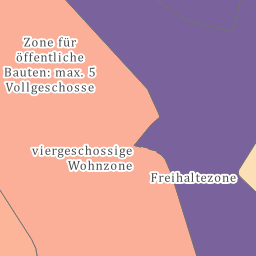 Zone für
öffentliche
Bauten: max. 5
Vollgeschosse
viergeschossige
Wohnzone
Freihaltezone